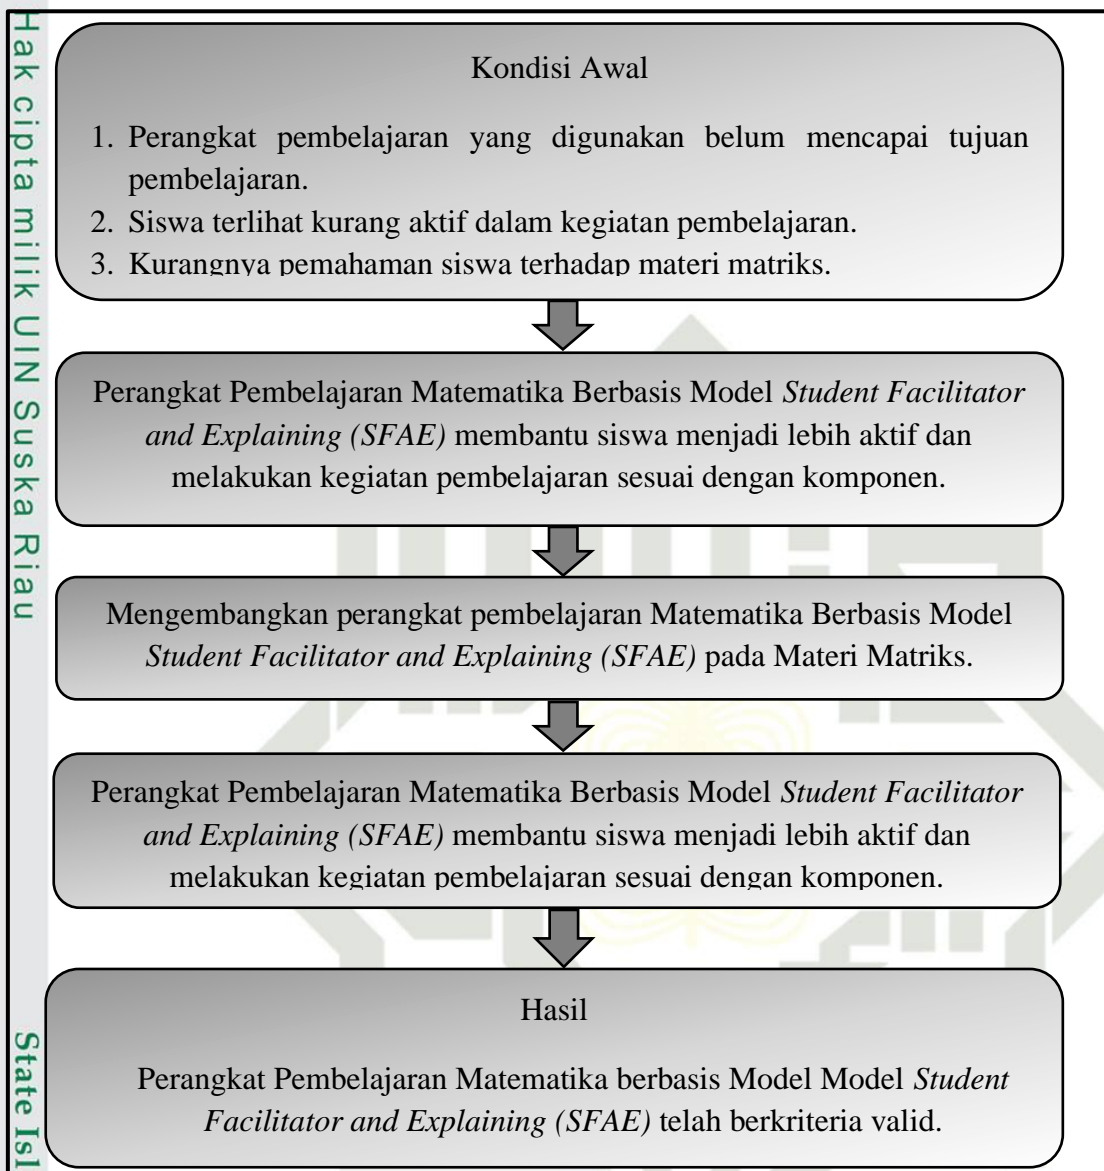 Hak cipta milik UIN Suska Riau
State Isl
Kondisi Awal
1. Perangkat pembelajaran yang digunakan belum mencapai tujuan
pembelajaran.
2. Siswa terlihat kurang aktif dalam kegiatan pembelajaran.
3. Kurangnya pemahaman siswa terhadap materi matriks.
Perangkat Pembelajaran Matematika Berbasis Model Student Facilitator
and Explaining (SFAE) membantu siswa menjadi lebih aktif dan
melakukan kegiatan pembelajaran sesuai dengan komponen.
Mengembangkan perangkat pembelajaran Matematika Berbasis Model
Student Facilitator and Explaining (SFAE) pada Materi Matriks.
Perangkat Pembelajaran Matematika Berbasis Model Student Facilitator
and Explaining (SFAE) membantu siswa menjadi lebih aktif dan
melakukan kegiatan pembelajaran sesuai dengan komponen.
Hasil
Perangkat Pembelajaran Matematika berbasis Model Model Student
Facilitator and Explaining (SFAE) telah berkriteria valid.